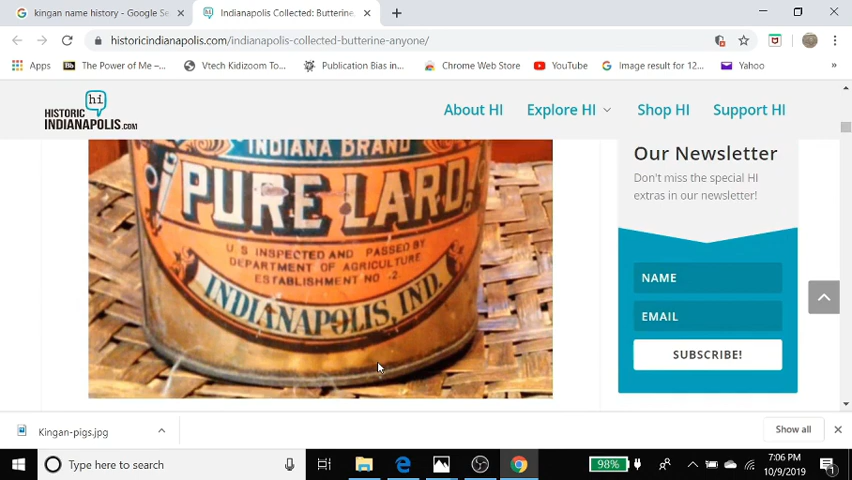 kingan name history - Google Se
Indianapolis Collected: Butterine,
historicindianapolis.com/indianapolis-collected-butterine-anyone/
Apps
The Power of Me –...
Vtech Kidizoom To...
Publication Bias in...
Chrome Web Store
YouTube
Image result for 12...
Yahoo
»
hi
HISTORIC
INDIANAPOLIS.COM
About HI
Explore HI
Shop HI
Support HI
INDIANA BRAND
PURE LARD.
U S INSPECTED AND PASSED BY
DEPARTMENT OF AGRICULTURE
ESTABLISHMENT NO. 2.
INDIANAPOLIS, IND.
Our Newsletter
Don't miss the special HI
extras in our newsletter!
NAME
EMAIL
SUBSCRIBE!
Kingan-pigs.jpg
Show all
Type here to search
98%
7:06 PM
10/9/2019
1